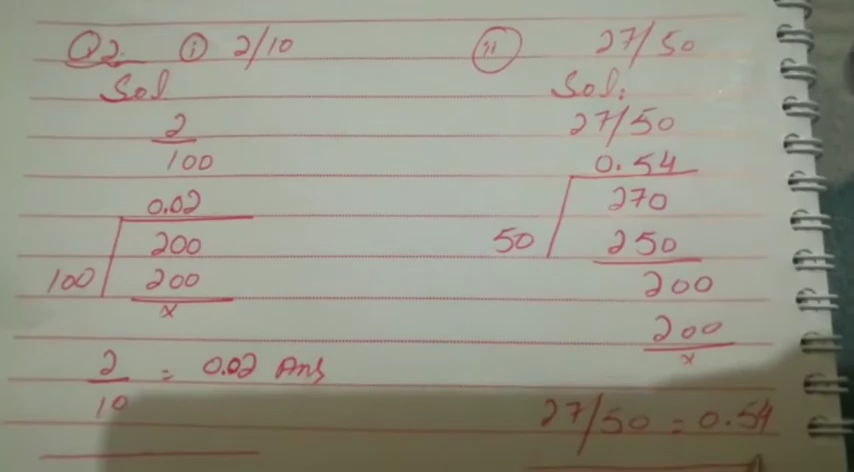 Q2. (i) 2/10
Sol
2
100
0.02
200
100 200
x
2/10 = 0.02 Ans
(ii) 27/50
Sol.
27/50
0.54
270
50 250
200
200
x
27/50 = 0.54